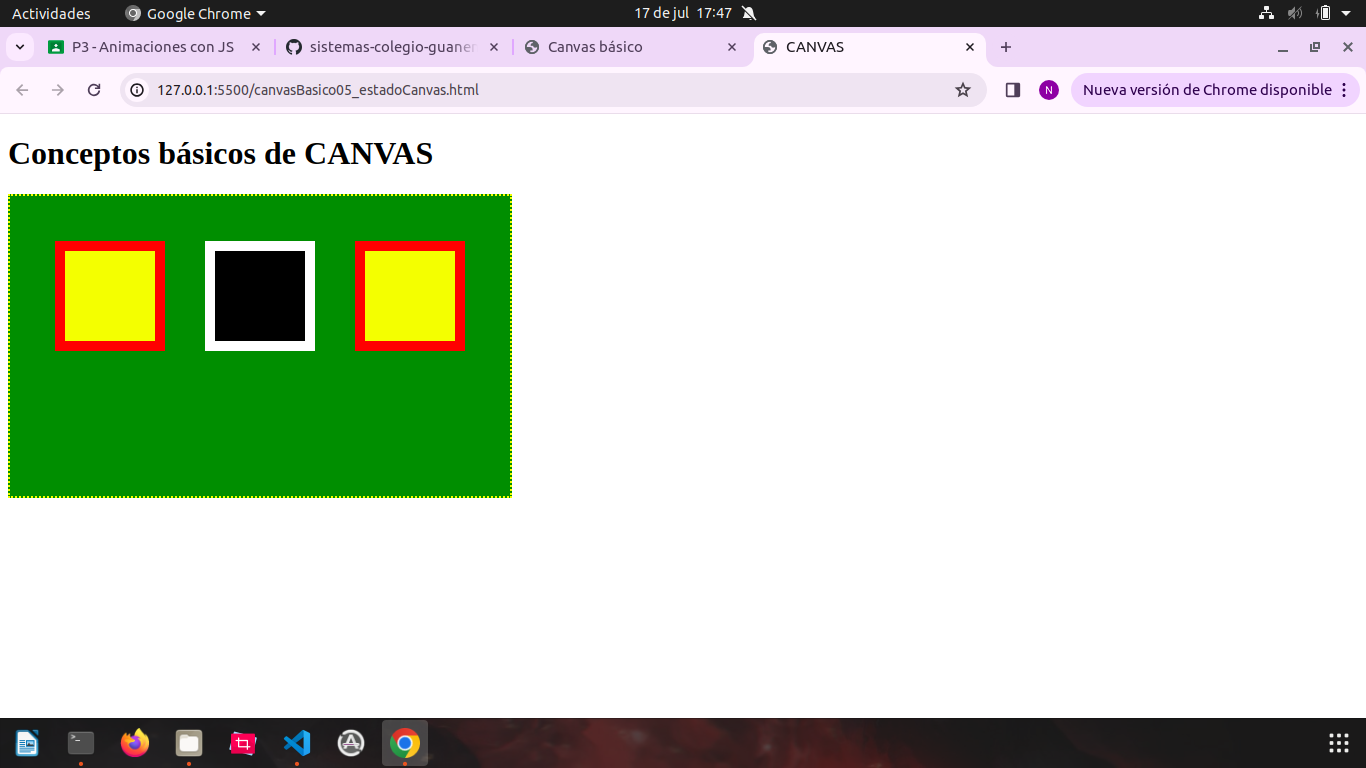 Actividades Google Chrome 17 de jul 17:47
P3 - Animaciones con JS sistemas-colegio-guaner Canvas básico CANVAS
127.0.0.1:5500/canvasBasico05_estadoCanvas.html N Nueva versión de Chrome disponible
Conceptos básicos de CANVAS